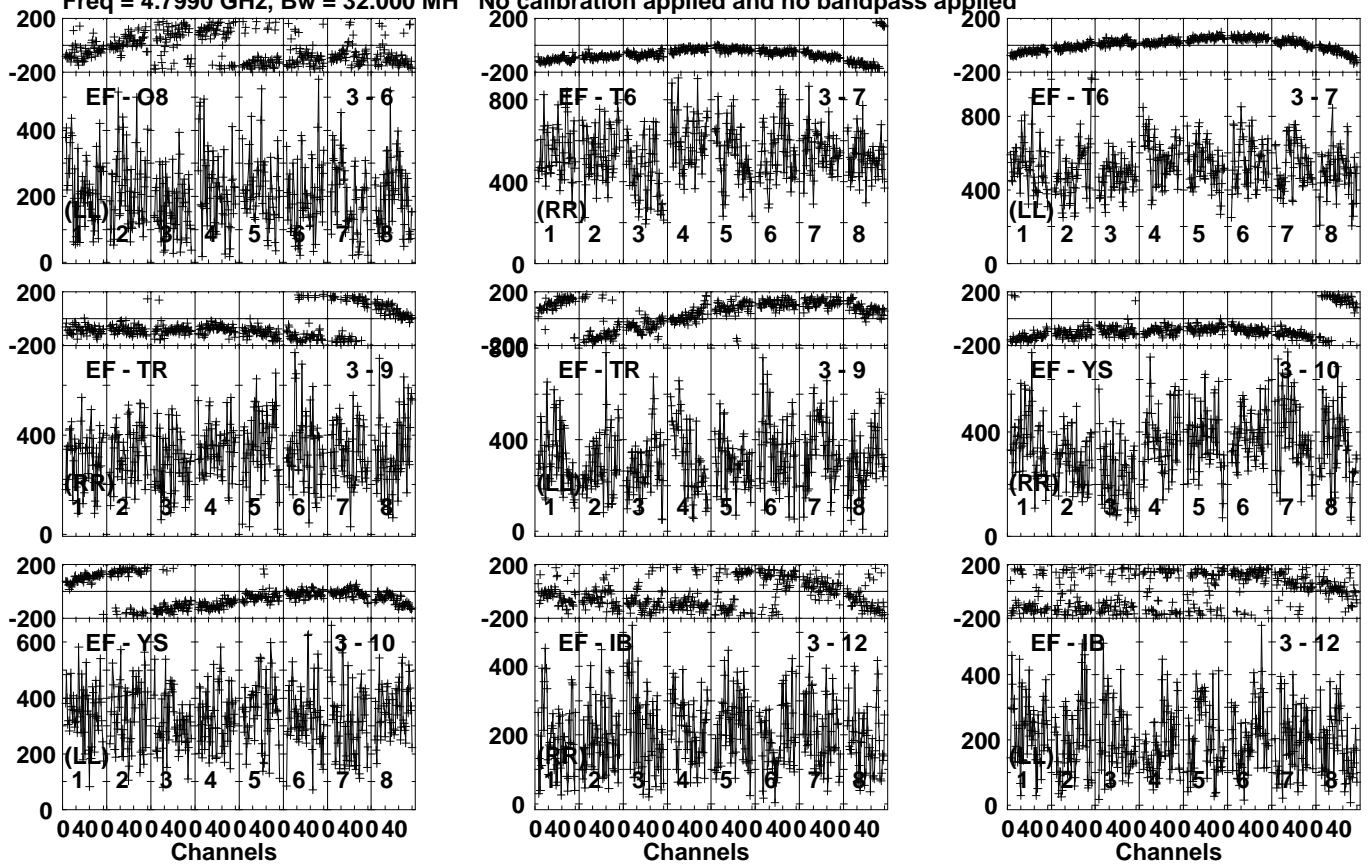 Freq = 4.7990 GHz, Bw = 32.000 MH No calibration applied and no bandpass applied
200 200 200
-200 -200 -200
EF - O8 3 - 6 EF - T6 3 - 7 EF - T6 3 - 7
400 800 800
200 400 400
(LL) (RR) (LL)
1 2 3 4 5 6 7 8 1 2 3 4 5 6 7 8 1 2 3 4 5 6 7 8
0 0 0
200 200 200
-200 -200 -200
800
EF - TR 3 - 9 EF - TR 3 - 9 EF - YS 3 - 10
400 400 400
(RR) (LL) (RR)
1 2 3 4 5 6 7 8 1 2 3 4 5 6 7 8 1 2 3 4 5 6 7 8
0 0 0
200 200 200
-200 -200 -200
EF - YS 3 - 10 EF - IB 3 - 12 EF - IB 3 - 12
600 400 400
400 200 200
200
(LL) (RR) (LL)
1 2 3 4 5 6 7 8 1 2 3 4 5 6 7 8 1 2 3 4 5 6 7 8
0 0 0
0 40 0 40 0 40 0 40 0 40 0 40 0 40 0 40 0 40 0 40 0 40 0 40 0 40 0 40 0 40 0 40 0 40 0 40 0 40 0 40 0 40 0 40 0 40 0 40
Channels Channels Channels